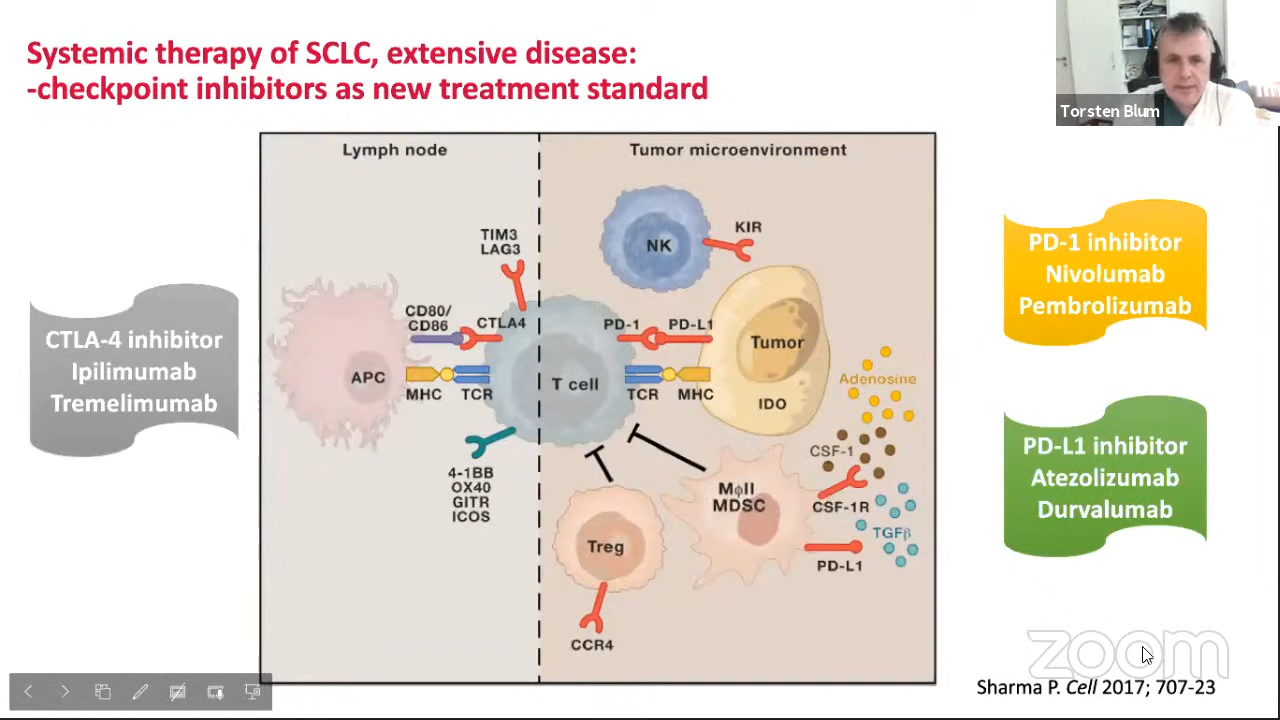 Systemic therapy of SCLC, extensive disease:
-checkpoint inhibitors as new treatment standard
Torsten Blum
Lymph node
Tumor microenvironment
TIM3
LAG3
NK
KIR
CD80/
CD86
CTLA4
PD-1
PD-L1
Tumor
APC
T cell
MHC
TCR
TCR
MHC
IDO
Adenosine
4-1BB
OX40
GITR
ICOS
CSF-1
MϕII
MDSC
CSF-1R
Treg
TGFβ
PD-L1
CCR4
CTLA-4 inhibitor
Ipilimumab
Tremelimumab
PD-1 inhibitor
Nivolumab
Pembrolizumab
PD-L1 inhibitor
Atezolizumab
Durvalumab
zoom
Sharma P. Cell 2017; 707-23